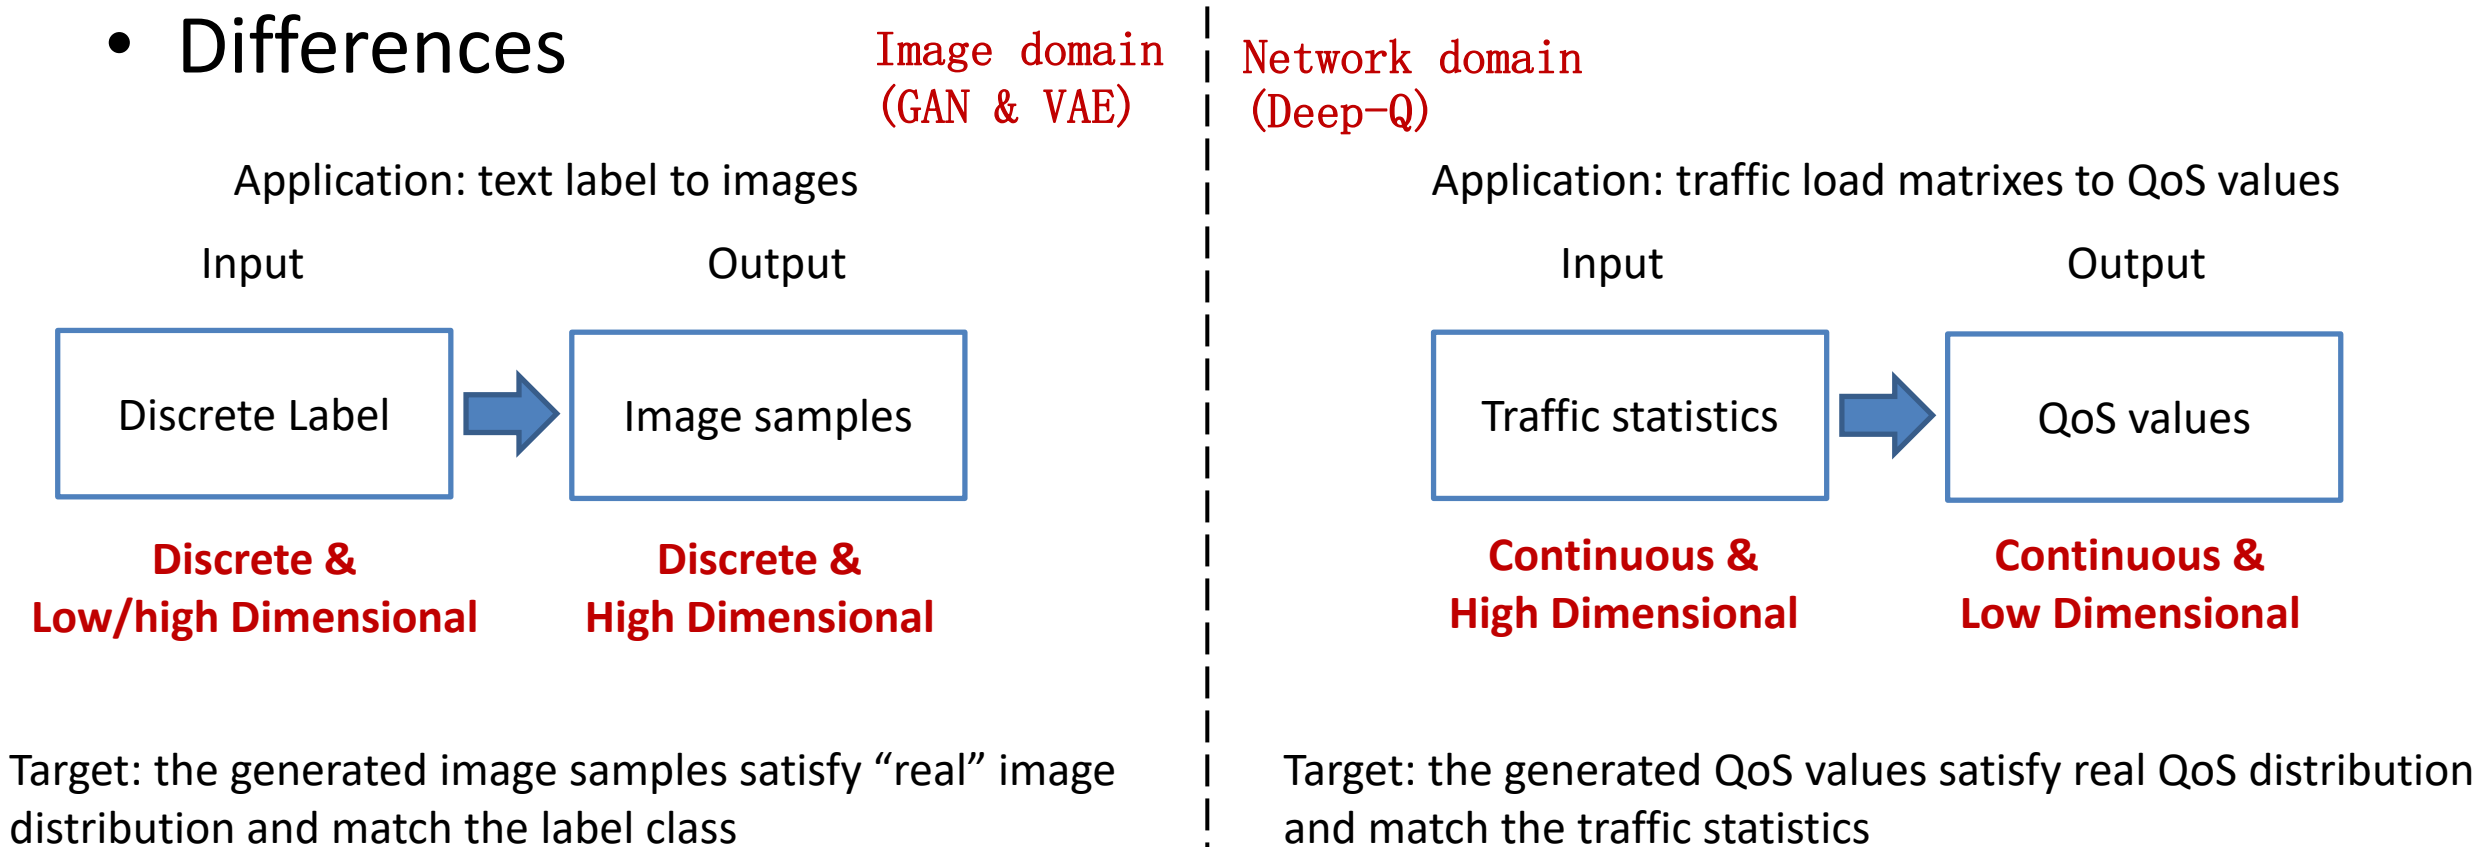 • Differences
Image domain
(GAN & VAE)
Application: text label to images
Input
Output
Discrete Label
Image samples
Discrete &
Low/high Dimensional
Discrete &
High Dimensional
Target: the generated image samples satisfy “real” image
distribution and match the label class
Network domain
(Deep-Q)
Application: traffic load matrixes to QoS values
Input
Output
Traffic statistics
QoS values
Continuous &
High Dimensional
Continuous &
Low Dimensional
Target: the generated QoS values satisfy real QoS distribution
and match the traffic statistics